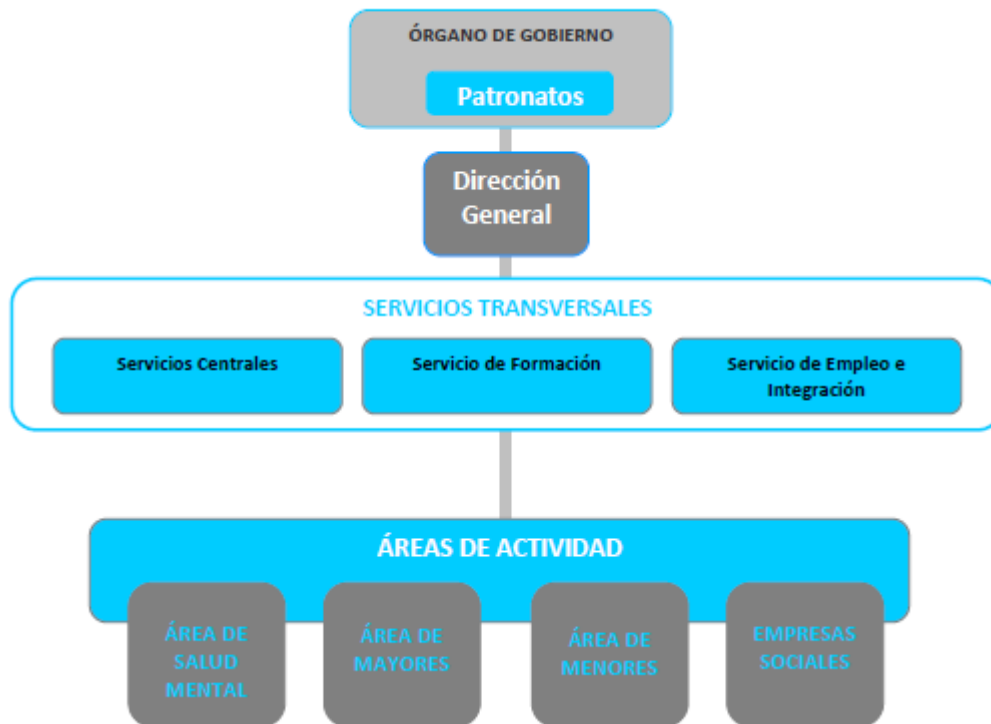 ÓRGANO DE GOBIERNO
Patronatos
Dirección
General
SERVICIOS TRANSVERSALES
Servicios Centrales
Servicio de Formación
Servicio de Empleo e
Integración
ÁREAS DE ACTIVIDAD
ÁREA DE
SALUD
MENTAL
ÁREA DE
MAYORES
ÁREA DE
MENORES
EMPRESAS
SOCIALES